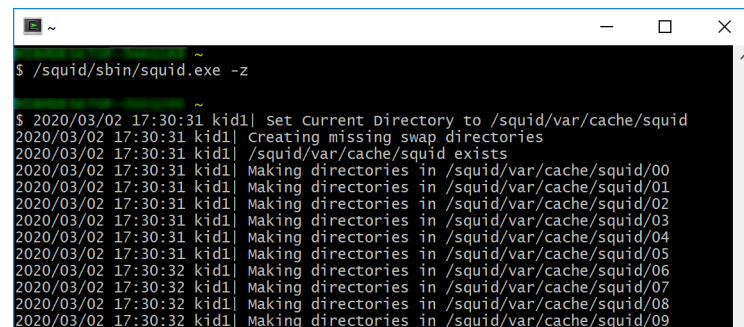 ~
~
$ /squid/sbin/squid.exe -z
~
$ 2020/03/02 17:30:31 kid1| Set Current Directory to /squid/var/cache/squid
2020/03/02 17:30:31 kid1| Creating missing swap directories
2020/03/02 17:30:31 kid1| /squid/var/cache/squid exists
2020/03/02 17:30:31 kid1| Making directories in /squid/var/cache/squid/00
2020/03/02 17:30:31 kid1| Making directories in /squid/var/cache/squid/01
2020/03/02 17:30:31 kid1| Making directories in /squid/var/cache/squid/02
2020/03/02 17:30:31 kid1| Making directories in /squid/var/cache/squid/03
2020/03/02 17:30:31 kid1| Making directories in /squid/var/cache/squid/04
2020/03/02 17:30:31 kid1| Making directories in /squid/var/cache/squid/05
2020/03/02 17:30:32 kid1| Making directories in /squid/var/cache/squid/06
2020/03/02 17:30:32 kid1| Making directories in /squid/var/cache/squid/07
2020/03/02 17:30:32 kid1| Making directories in /squid/var/cache/squid/08
2020/03/02 17:30:32 kid1| Making directories in /squid/var/cache/squid/09